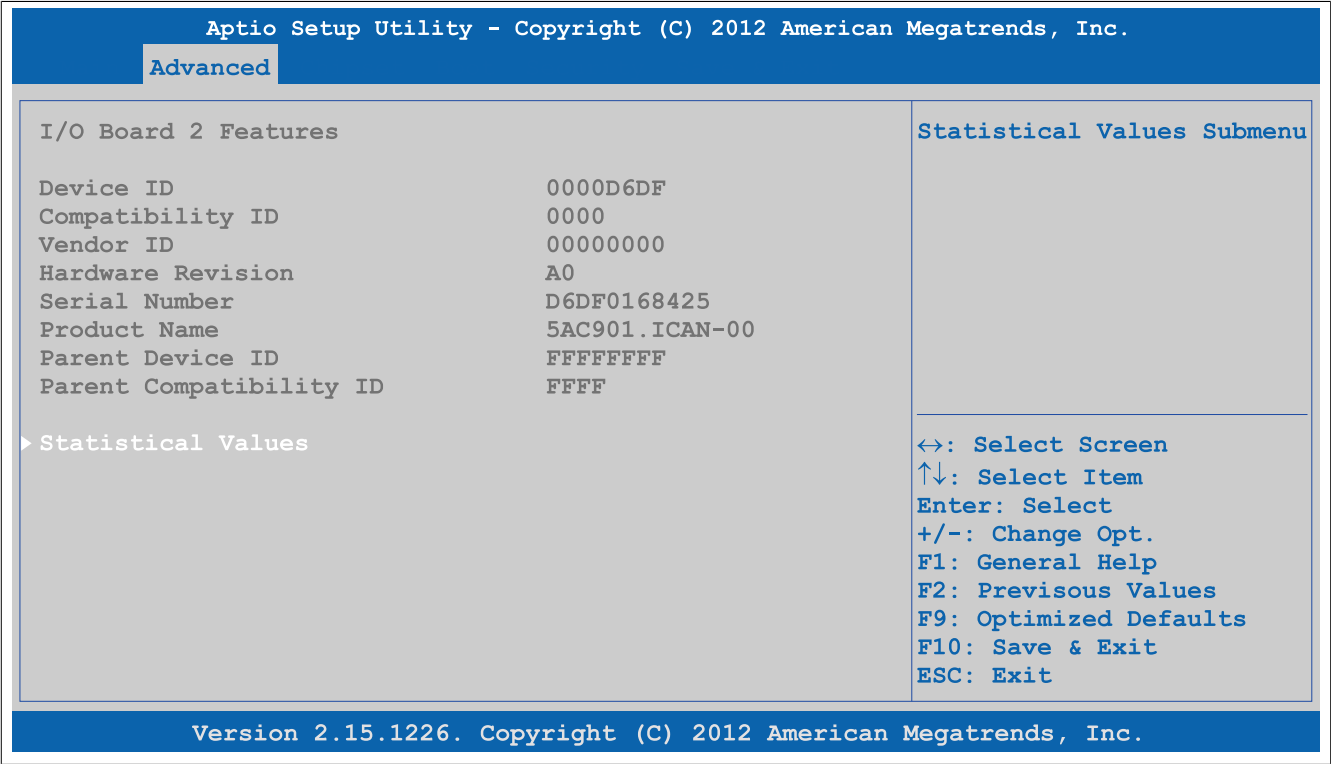 Aptio Setup Utility - Copyright (C) 2012 American Megatrends, Inc.
Advanced
I/O Board 2 Features
Device ID 0000D6DF
Compatibility ID 0000
Vendor ID 00000000
Hardware Revision A0
Serial Number D6DF0168425
Product Name 5AC901.ICAN-00
Parent Device ID FFFFFFFF
Parent Compatibility ID FFFF
Statistical Values
Statistical Values Submenu
↔: Select Screen
↑↓: Select Item
Enter: Select
+/-: Change Opt.
F1: General Help
F2: Previsous Values
F9: Optimized Defaults
F10: Save & Exit
ESC: Exit
Version 2.15.1226. Copyright (C) 2012 American Megatrends, Inc.